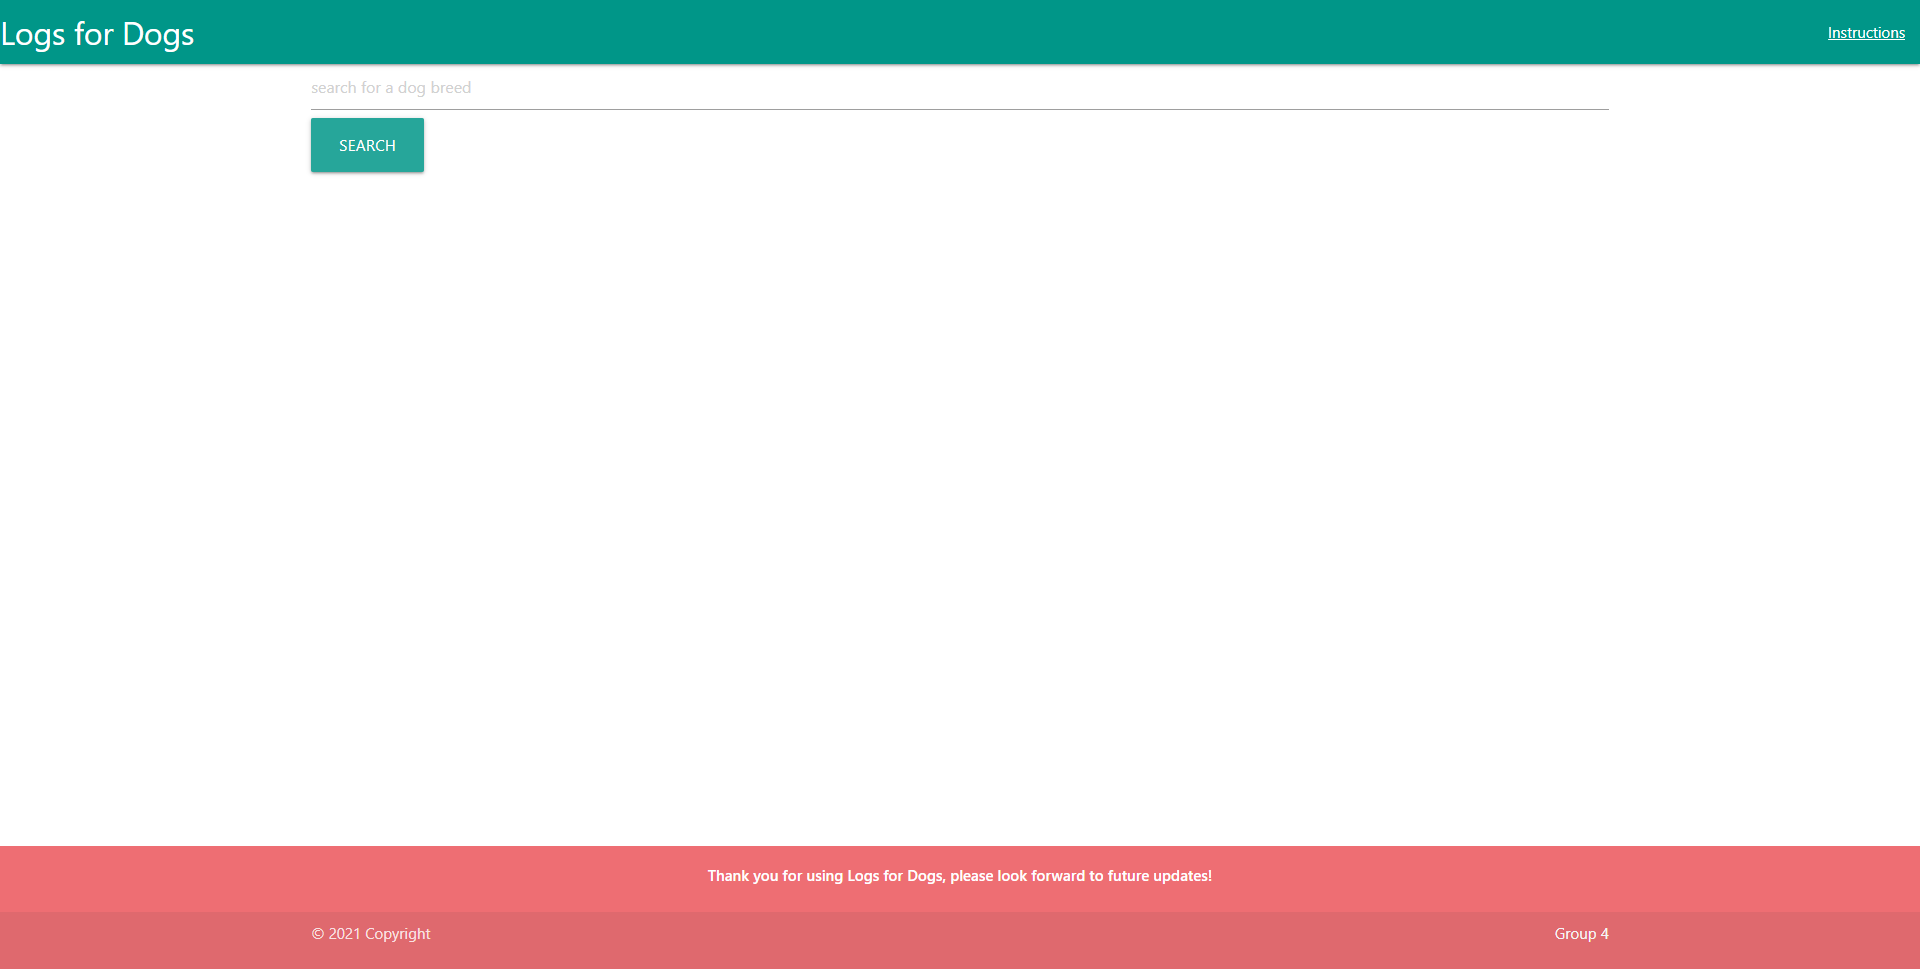 Logs for Dogs
Instructions
search for a dog breed
SEARCH
Thank you for using Logs for Dogs, please look forward to future updates!
© 2021 Copyright
Group 4